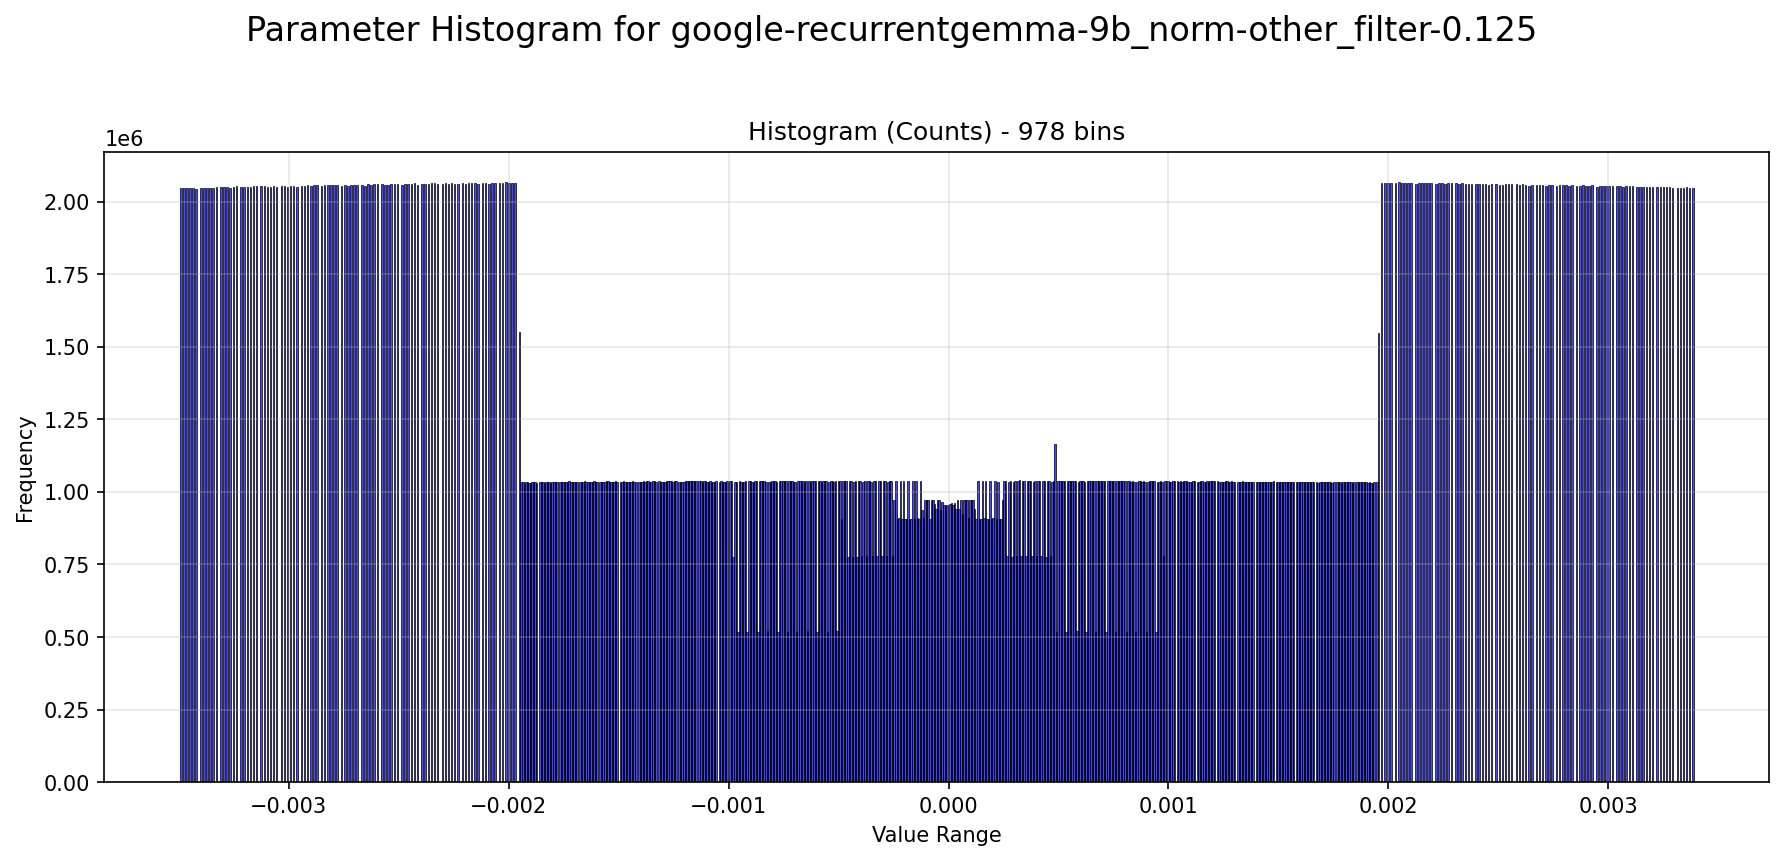 Parameter Histogram for google-recurrentgemma-9b_norm-other_filter-0.125
Histogram (Counts) - 978 bins
1e6
2.00
1.75
1.50
1.25
1.00
0.75
0.50
0.25
0.00
Frequency
−0.003 −0.002 −0.001 0.000 0.001 0.002 0.003
Value Range